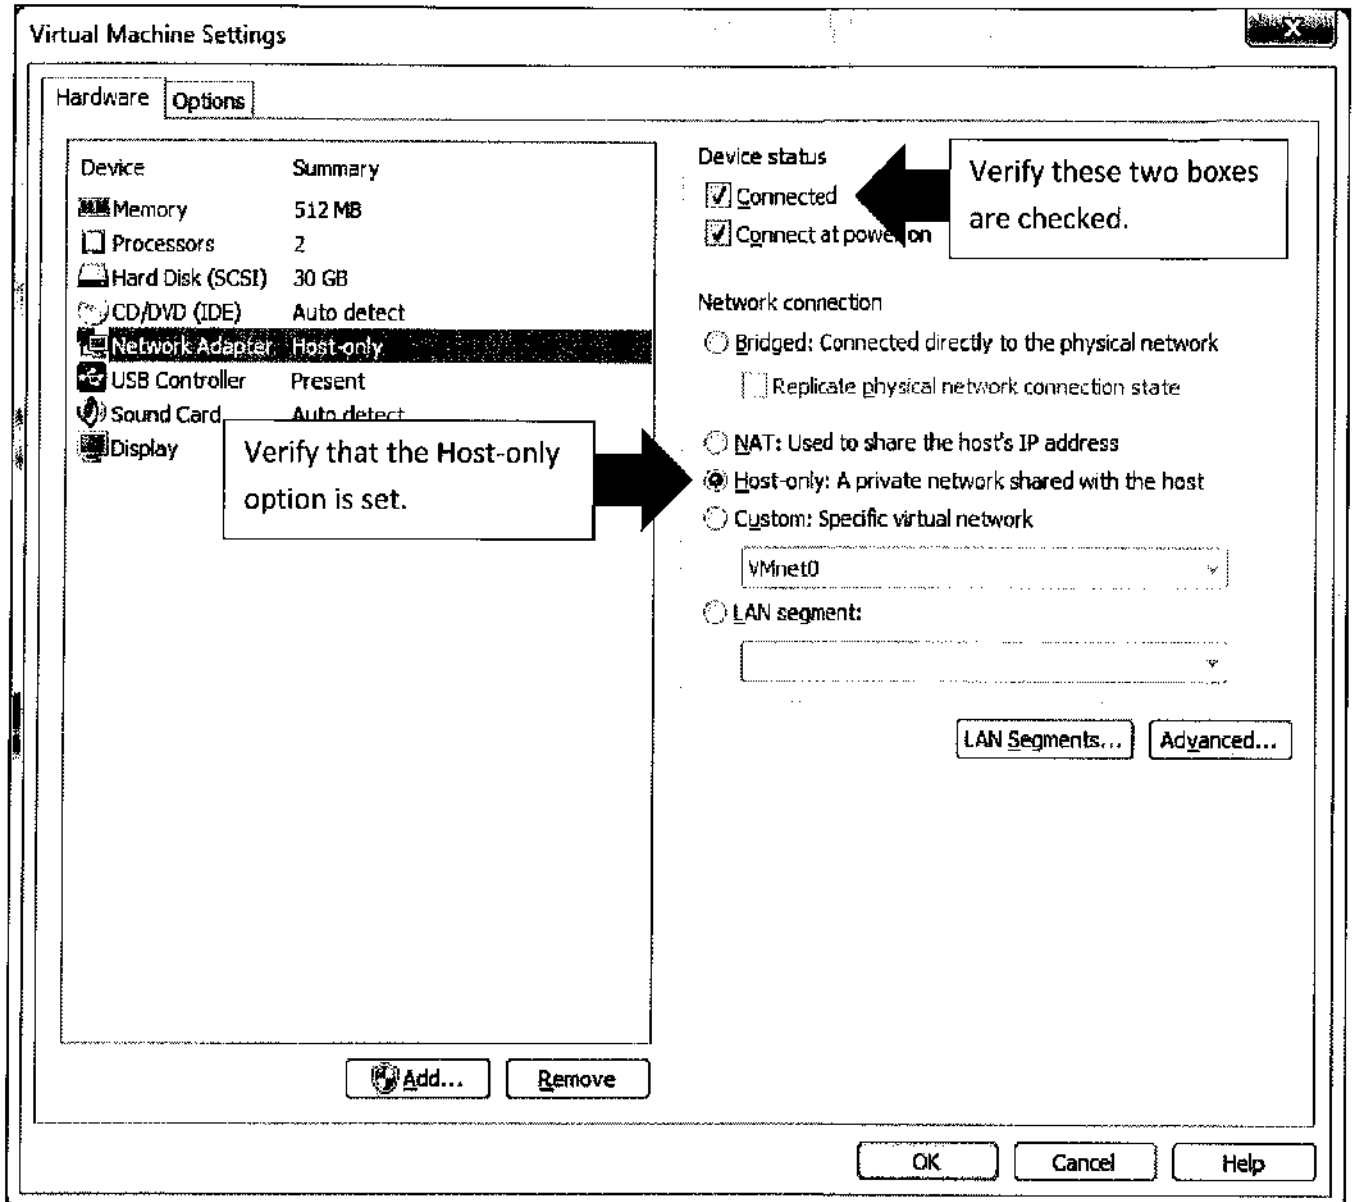 Virtual Machine Settings
Hardware
Options
Device Summary
Memory 512 MB
Processors 2
Hard Disk (SCSI) 30 GB
CD/DVD (IDE) Auto detect
Network Adapter Host-only
USB Controller Present
Sound Card Auto detect
Display
Verify that the Host-only
option is set.
Add...
Remove
Device status
Connected
Connect at power on
Verify these two boxes
are checked.
Network connection
Bridged: Connected directly to the physical network
Replicate physical network connection state
NAT: Used to share the host's IP address
Host-only: A private network shared with the host
Custom: Specific virtual network
VMnet0
LAN segment:
LAN Segments...
Advanced...
OK
Cancel
Help